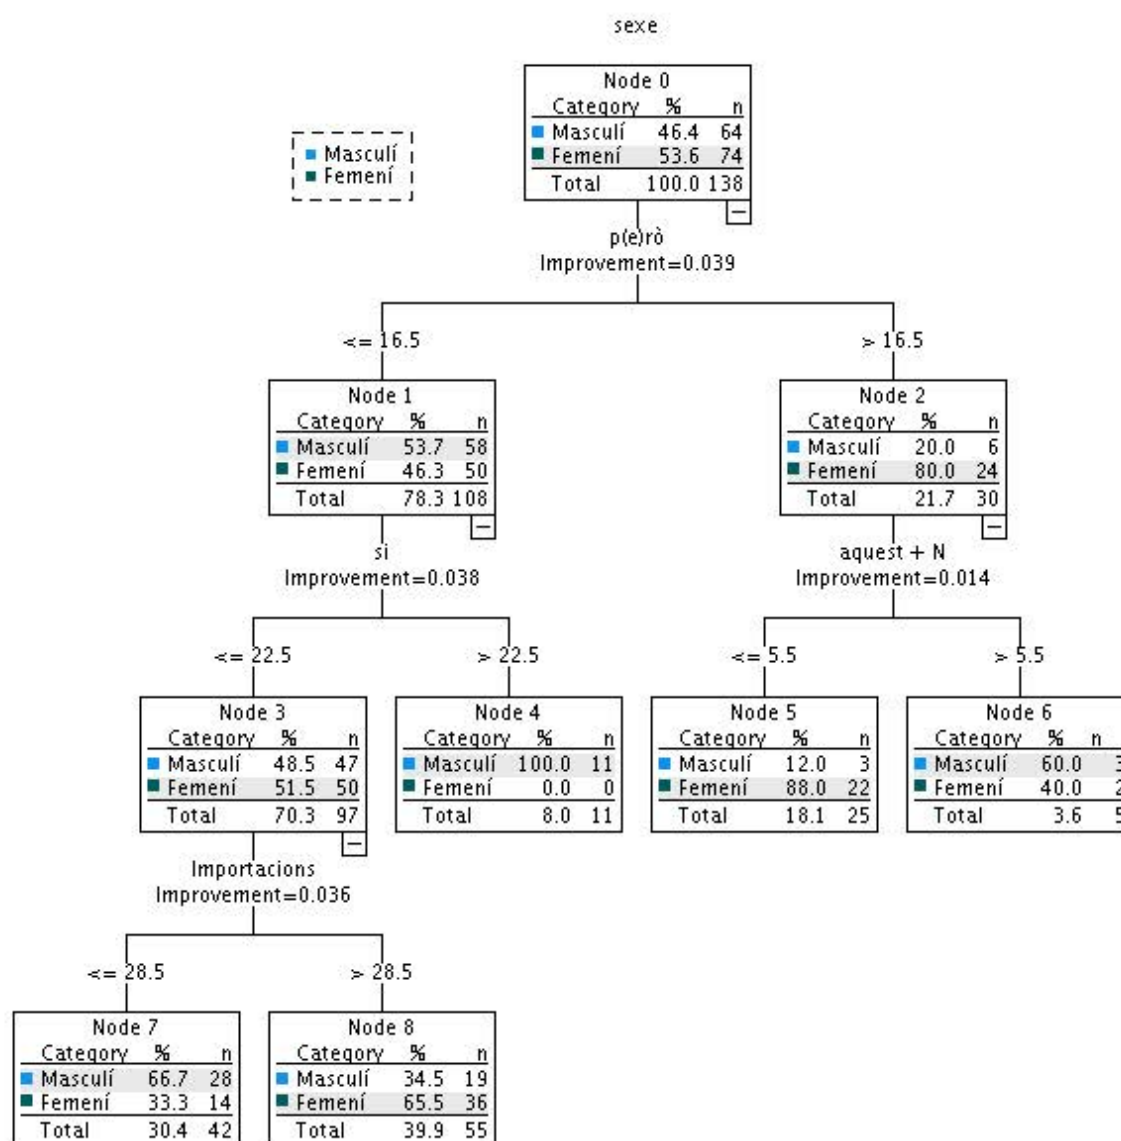 sexe
Node 0
Category % n
Masculí 46.4 64
Femení 53.6 74
Total 100.0 138
Masculí
Femení
p(e)rò
Improvement=0.039
<= 16.5
> 16.5
Node 1
Category % n
Masculí 53.7 58
Femení 46.3 50
Total 78.3 108
Node 2
Category % n
Masculí 20.0 6
Femení 80.0 24
Total 21.7 30
si
Improvement=0.038
aquest + N
Improvement=0.014
<= 22.5
> 22.5
<= 5.5
> 5.5
Node 3
Category % n
Masculí 48.5 47
Femení 51.5 50
Total 70.3 97
Node 4
Category % n
Masculí 100.0 11
Femení 0.0 0
Total 8.0 11
Node 5
Category % n
Masculí 12.0 3
Femení 88.0 22
Total 18.1 25
Node 6
Category % n
Masculí 60.0 3
Femení 40.0 2
Total 3.6 5
Importacions
Improvement=0.036
<= 28.5
> 28.5
Node 7
Category % n
Masculí 66.7 28
Femení 33.3 14
Total 30.4 42
Node 8
Category % n
Masculí 34.5 19
Femení 65.5 36
Total 39.9 55